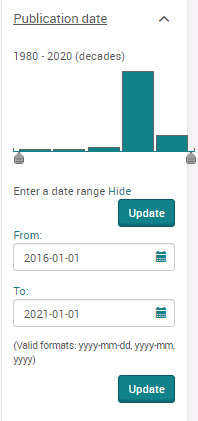 Publication date
1980 - 2020 (decades)
Enter a date range Hide
Update
From:
2016-01-01
To:
2021-01-01
(Valid formats: yyyy-mm-dd, yyyy-mm,
yyyy)
Update